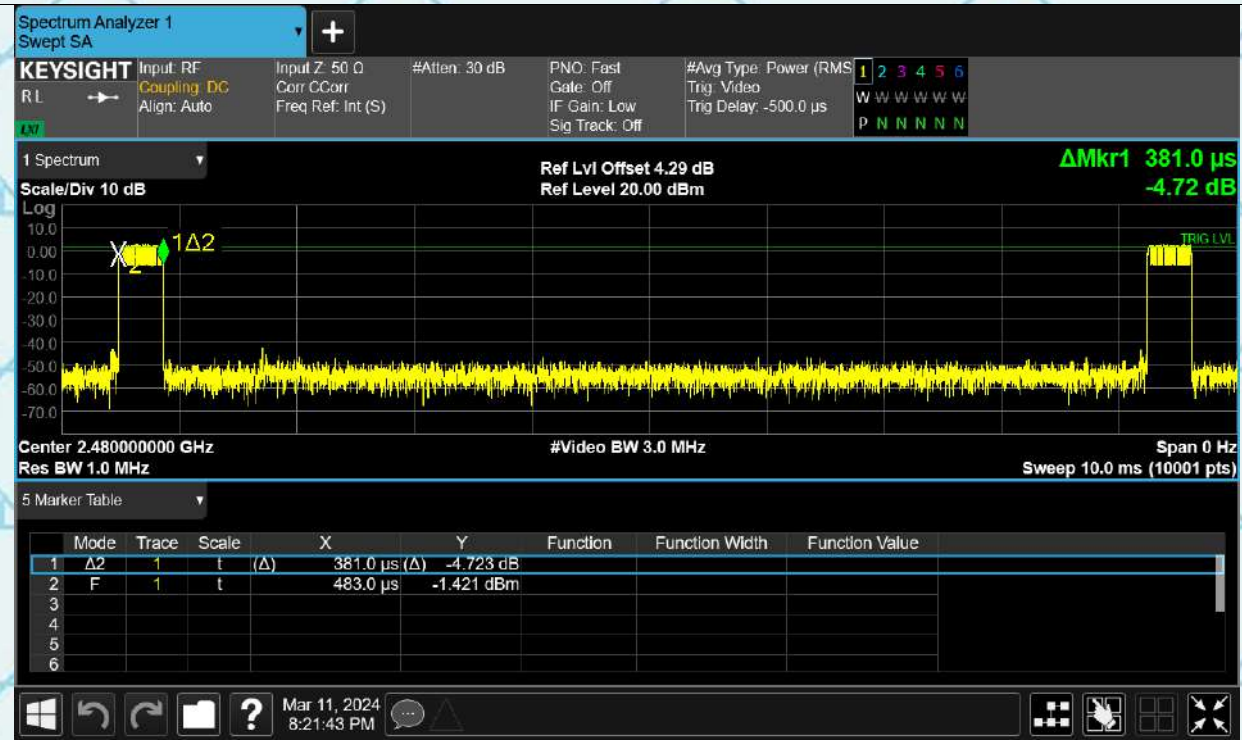 Spectrum Analyzer 1
Swept SA
+
KEYSIGHT Input: RF Input Z: 50 Ω #Atten: 30 dB PNO: Fast #Avg Type: Power (RMS 1 2 3 4 5 6
RL Coupling: DC Corr CCorr Gate: Off Trig: Video W W W W W W
Align: Auto Freq Ref: Int (S) IF Gain: Low Trig Delay: -500.0 µs
LXI Sig Track: Off P N N N N N
1 Spectrum Ref Lvl Offset 4.29 dB ΔMkr1 381.0 µs
Scale/Div 10 dB Ref Level 20.00 dBm -4.72 dB
Log
10.0
1Δ2 TRIG LVL
0.00 X
2
-10.0
-20.0
-30.0
-40.0
-50.0
-60.0
-70.0
Center 2.480000000 GHz #Video BW 3.0 MHz Span 0 Hz
Res BW 1.0 MHz Sweep 10.0 ms (10001 pts)
5 Marker Table
Mode Trace Scale X Y Function Function Width Function Value
1 Δ2 1 t (Δ) 381.0 µs (Δ) -4.723 dB
2 F 1 t 483.0 µs -1.421 dBm
3
4
5
6
? Mar 11, 2024
8:21:43 PM